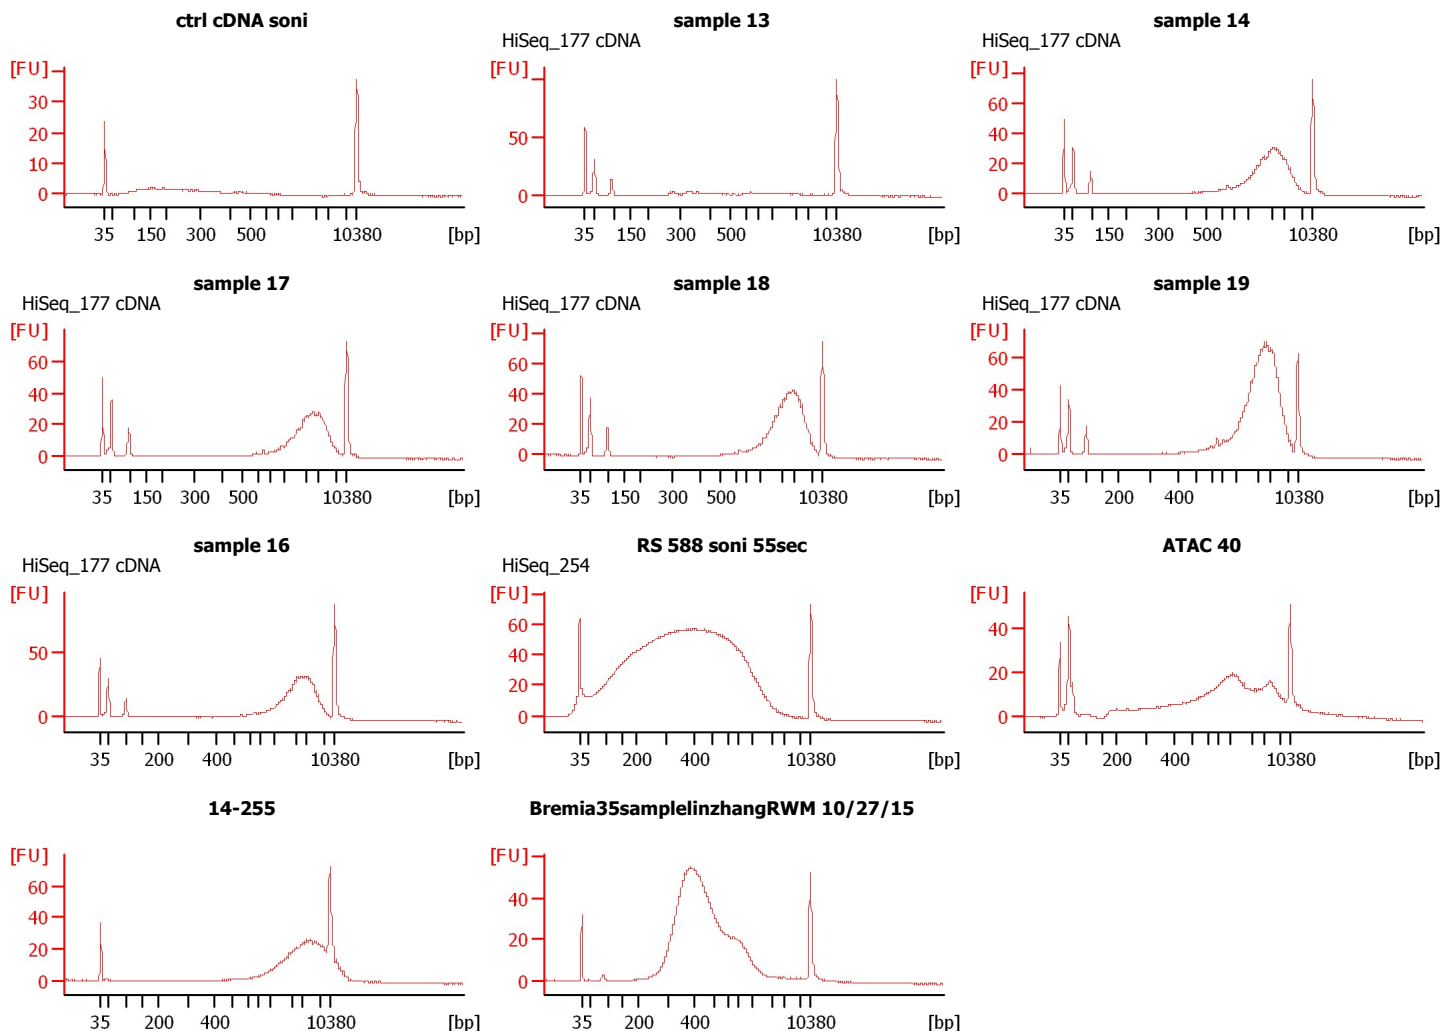 ctrl cDNA soni
[FU]
30
20
10
0
35 150 300 500 10380 [bp]
sample 13
HiSeq_177 cDNA
[FU]
50
0
35 150 300 500 10380 [bp]
sample 14
HiSeq_177 cDNA
[FU]
60
40
20
0
35 150 300 500 10380 [bp]
sample 17
HiSeq_177 cDNA
[FU]
60
40
20
0
35 150 300 500 10380 [bp]
sample 18
HiSeq_177 cDNA
[FU]
60
40
20
0
35 150 300 500 10380 [bp]
sample 19
HiSeq_177 cDNA
[FU]
60
40
20
0
35 200 400 10380 [bp]
sample 16
HiSeq_177 cDNA
[FU]
50
0
35 200 400 10380 [bp]
RS 588 soni 55sec
HiSeq_254
[FU]
60
40
20
0
35 200 400 10380 [bp]
ATAC 40
[FU]
40
20
0
35 200 400 10380 [bp]
14-255
[FU]
60
40
20
0
35 200 400 10380 [bp]
Bremia35samplelinzhangRWM 10/27/15
[FU]
40
20
0
35 200 400 10380 [bp]